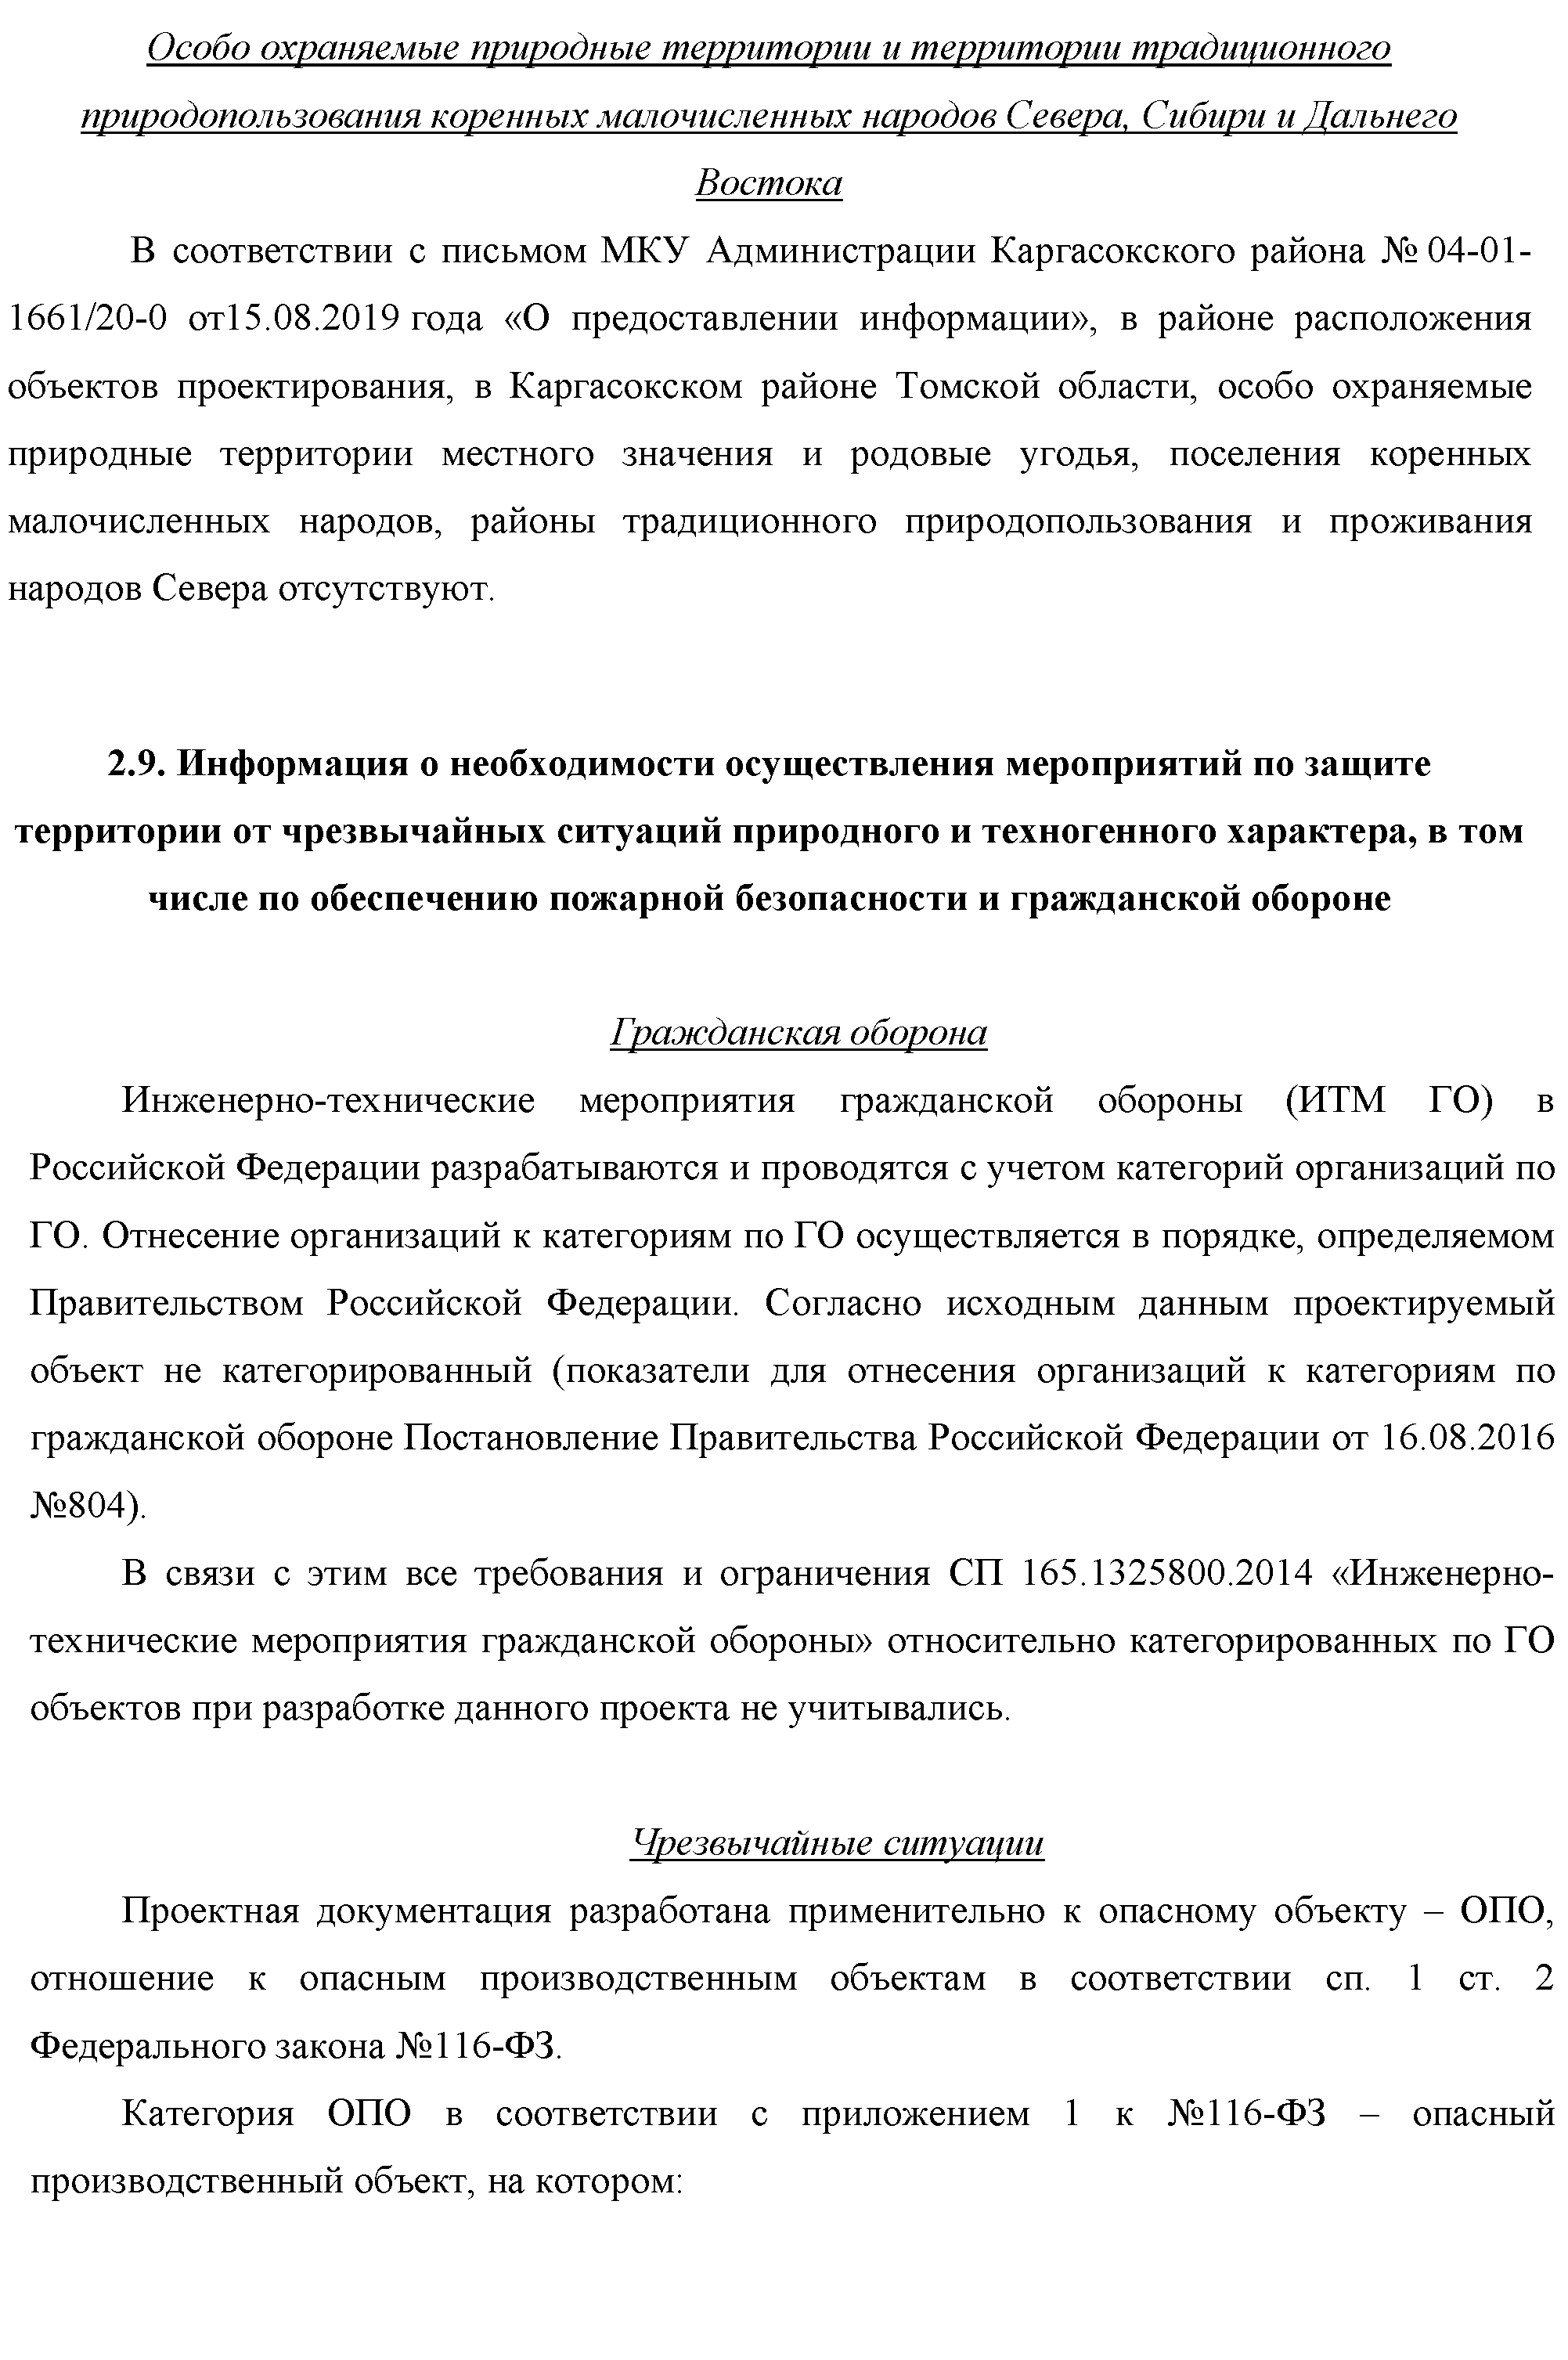 Особо охраняемые природные территории и территории традиционного
природопользования коренных малочисленных народов Севера, Сибири и Дальнего
Востока
В соответствии с письмом МКУ Администрации Каргасокского района № 04-01-
1661/20-0 от15.08.2019 года «О предоставлении информации», в районе расположения
объектов проектирования, в Каргасокском районе Томской области, особо охраняемые
природные территории местного значения и родовые угодья, поселения коренных
малочисленных народов, районы традиционного природопользования и проживания
народов Севера отсутствуют.
2.9. Информация о необходимости осуществления мероприятий по защите
территории от чрезвычайных ситуаций природного и техногенного характера, в том
числе по обеспечению пожарной безопасности и гражданской обороне
Гражданская оборона
Инженерно-технические мероприятия гражданской обороны (ИТМ ГО) в
Российской Федерации разрабатываются и проводятся с учетом категорий организаций по
ГО. Отнесение организаций к категориям по ГО осуществляется в порядке, определяемом
Правительством Российской Федерации. Согласно исходным данным проектируемый
объект не категорированный (показатели для отнесения организаций к категориям по
гражданской обороне Постановление Правительства Российской Федерации от 16.08.2016
№804).
В связи с этим все требования и ограничения СП 165.1325800.2014 «Инженерно-
технические мероприятия гражданской обороны» относительно категорированных по ГО
объектов при разработке данного проекта не учитывались.
Чрезвычайные ситуации
Проектная документация разработана применительно к опасному объекту – ОПО,
отношение к опасным производственным объектам в соответствии сп. 1 ст. 2
Федерального закона №116-ФЗ.
Категория ОПО в соответствии с приложением 1 к №116-ФЗ – опасный
производственный объект, на котором: